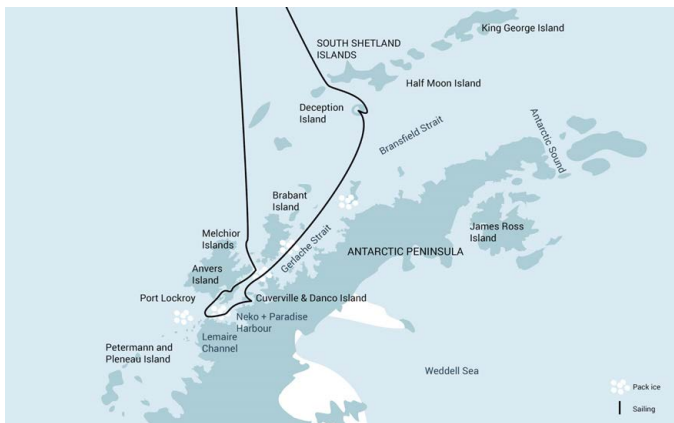 King George Island
SOUTH SHETLAND
ISLANDS
Half Moon Island
Deception
Island
Bransfield Strait
Antarctic Sound
Brabant
Island
James Ross
Island
Melchior
Islands
Gerlache Strait
ANTARCTIC PENINSULA
Anvers
Island
Port Lockroy
Cuverville & Danco Island
Neko + Paradise
Harbour
Lemaire
Channel
Petermann and
Pleneau Island
Weddell Sea
Pack ice
Sailing